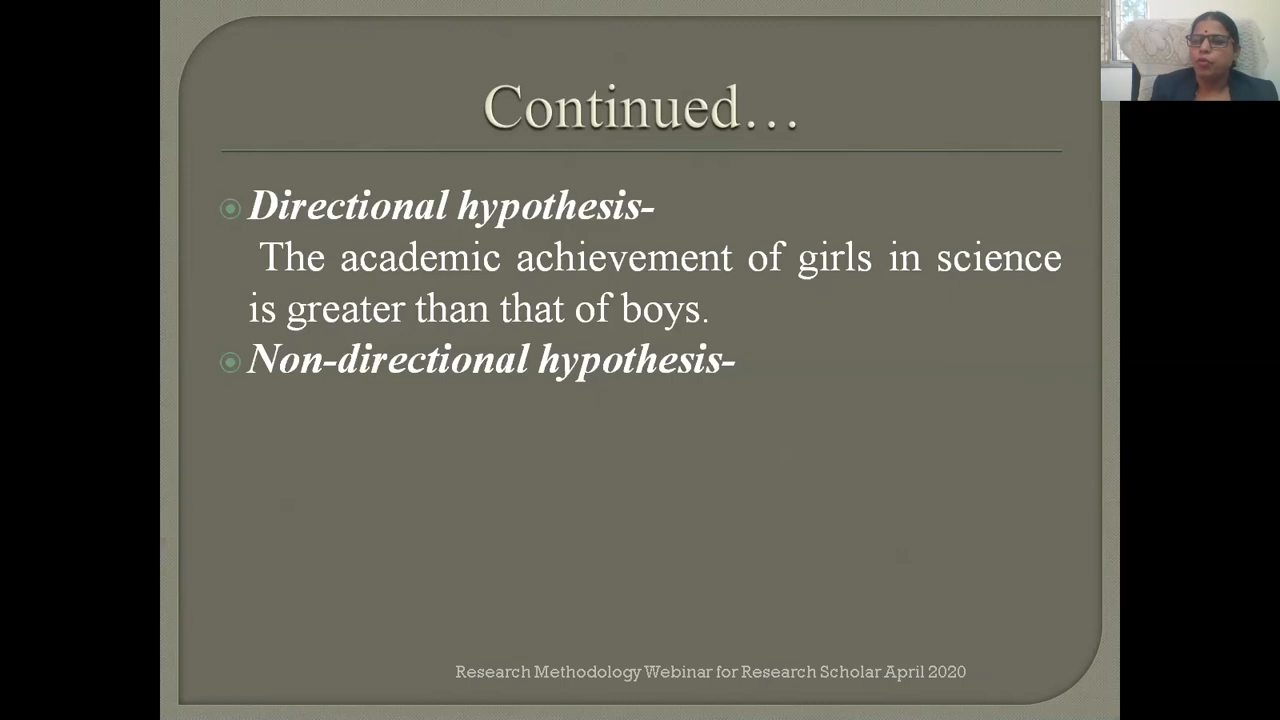 Continued…
Directional hypothesis-
The academic achievement of girls in science
is greater than that of boys.
Non-directional hypothesis-
Research Methodology Webinar for Research Scholar April 2020